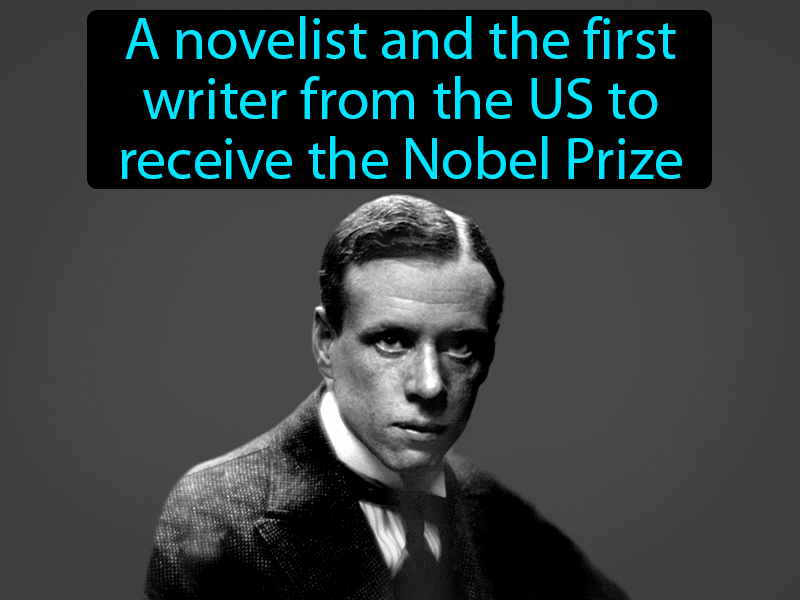 A novelist and the first
writer from the US to
receive the Nobel Prize